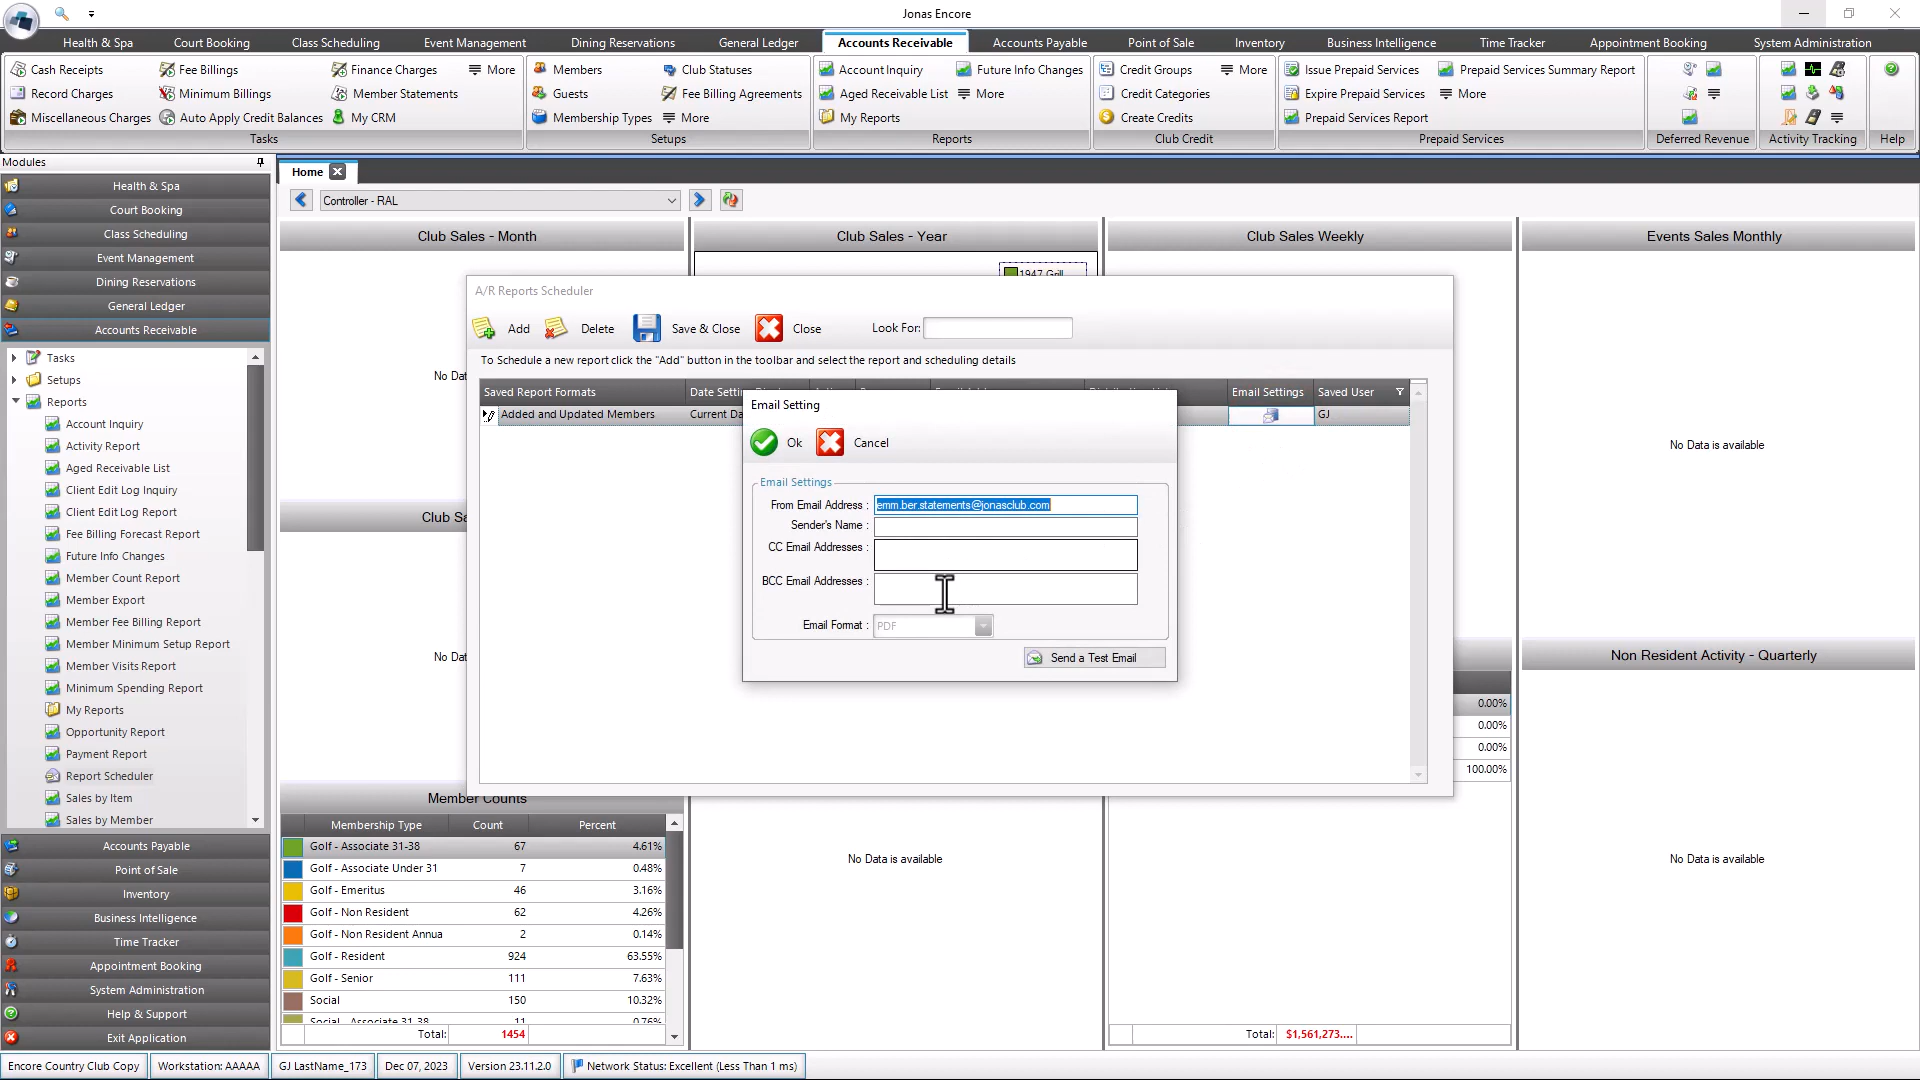 Jonas Encore
Health & Spa Court Booking Class Scheduling Event Management Dining Reservations General Ledger Accounts Receivable Accounts Payable Point of Sale Inventory Business Intelligence Time Tracker Appointment Booking System Administration
Cash Receipts Fee Billings Finance Charges More Members Club Statuses Account Inquiry Future Info Changes Credit Groups More Issue Prepaid Services Prepaid Services Summary Report
Record Charges Minimum Billings Member Statements Guests Fee Billing Agreements Aged Receivable List More Credit Categories Expire Prepaid Services More
Miscellaneous Charges Auto Apply Credit Balances My CRM Membership Types More My Reports Create Credits Prepaid Services Report
Tasks Setups Reports Club Credit Prepaid Services Deferred Revenue Activity Tracking Help
Modules
Home
Health & Spa
Court Booking
Class Scheduling
Event Management
Dining Reservations
General Ledger
Accounts Receivable
Tasks
Setups
Reports
Account Inquiry
Activity Report
Aged Receivable List
Client Edit Log Inquiry
Client Edit Log Report
Fee Billing Forecast Report
Future Info Changes
Member Count Report
Member Export
Member Fee Billing Report
Member Minimum Setup Report
Member Visits Report
Minimum Spending Report
My Reports
Opportunity Report
Payment Report
Report Scheduler
Sales by Item
Sales by Member
Accounts Payable
Point of Sale
Inventory
Business Intelligence
Time Tracker
Appointment Booking
System Administration
Help & Support
Exit Application
Controller - RAL
Club Sales - Month Club Sales - Year Club Sales Weekly Events Sales Monthly
1947 Grill
No Dat
No Data is available
Club Sa
No Dat
Non Resident Activity - Quarterly
0.00%
0.00%
0.00%
100.00%
A/R Reports Scheduler
Add Delete Save & Close Close Look For:
To Schedule a new report click the "Add" button in the toolbar and select the report and scheduling details
Saved Report Formats Date Setti Email Settings Saved User
Added and Updated Members Current Da GJ
Email Setting
Ok Cancel
Email Settings
From Email Address : emm.ber.statements@jonasclub.com
Sender's Name :
CC Email Addresses :
BCC Email Addresses :
Email Format : PDF
Send a Test Email
Member Counts
Membership Type Count Percent
Golf - Associate 31-38 67 4.61%
Golf - Associate Under 31 7 0.48%
Golf - Emeritus 46 3.16%
Golf - Non Resident 62 4.26%
Golf - Non Resident Annua 2 0.14%
Golf - Resident 924 63.55%
Golf - Senior 111 7.63%
Social 150 10.32%
Social - Associate 31-38 11 0.76%
Total: 1454
No Data is available
Total: $1,561,273....
No Data is available
Encore Country Club Copy Workstation: AAAAA GJ LastName_173 Dec 07, 2023 Version 23.11.2.0 Network Status: Excellent (Less Than 1 ms)